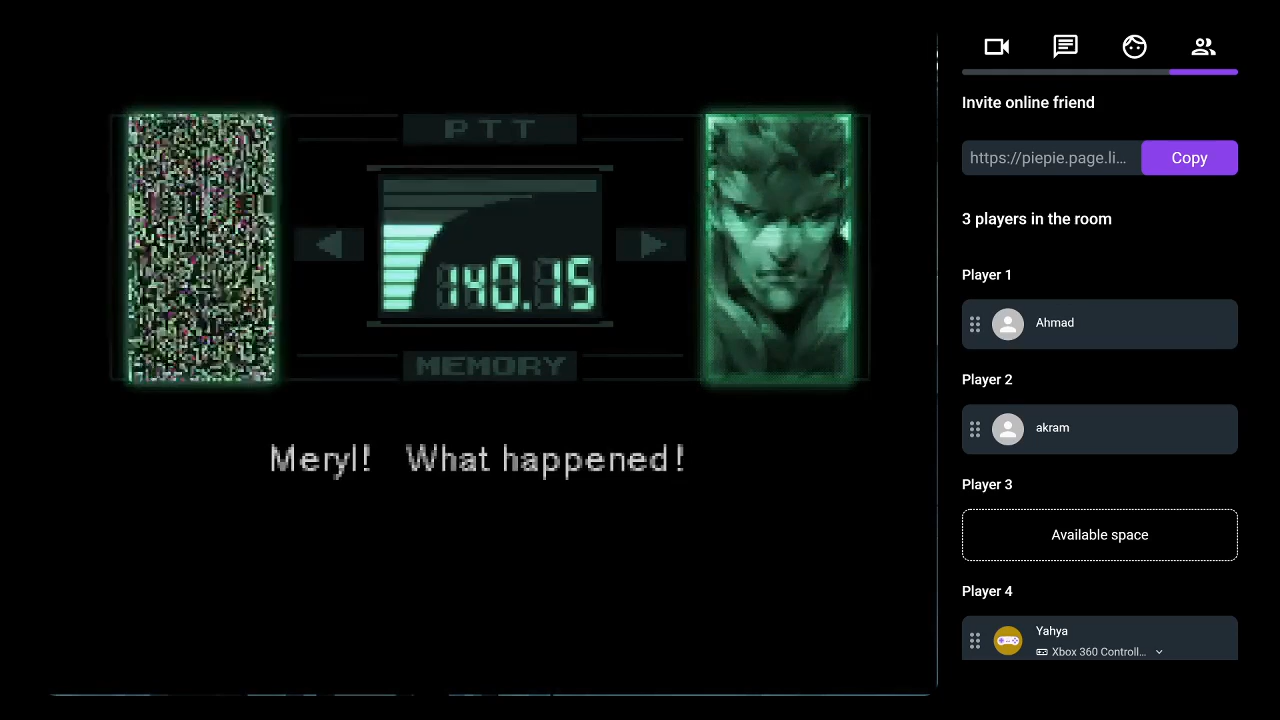 PTT
140.15
MEMORY
Meryl! What happened!
Invite online friend
https://piepie.page.li...
Copy
3 players in the room
Player 1
Ahmad
Player 2
akram
Player 3
Available space
Player 4
Yahya
Xbox 360 Controll...